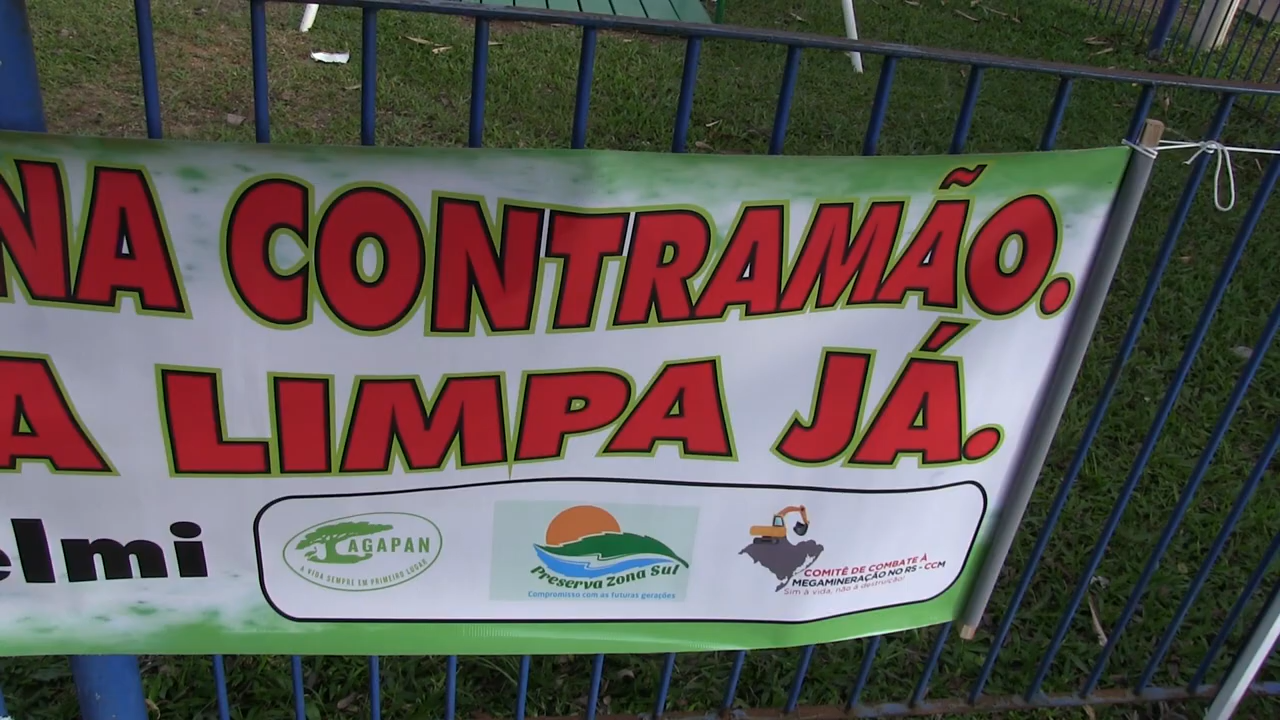 NA CONTRAMÃO.
A LIMPA JÁ.
elmi
AGAPAN
A VIDA SEMPRE EM PRIMEIRO LUGAR
Preserva Zona Sul
Compromisso com as futuras gerações
COMITÊ DE COMBATE À
MEGAMINERAÇÃO NO RS - CCM
Sim à vida, não a destruição!